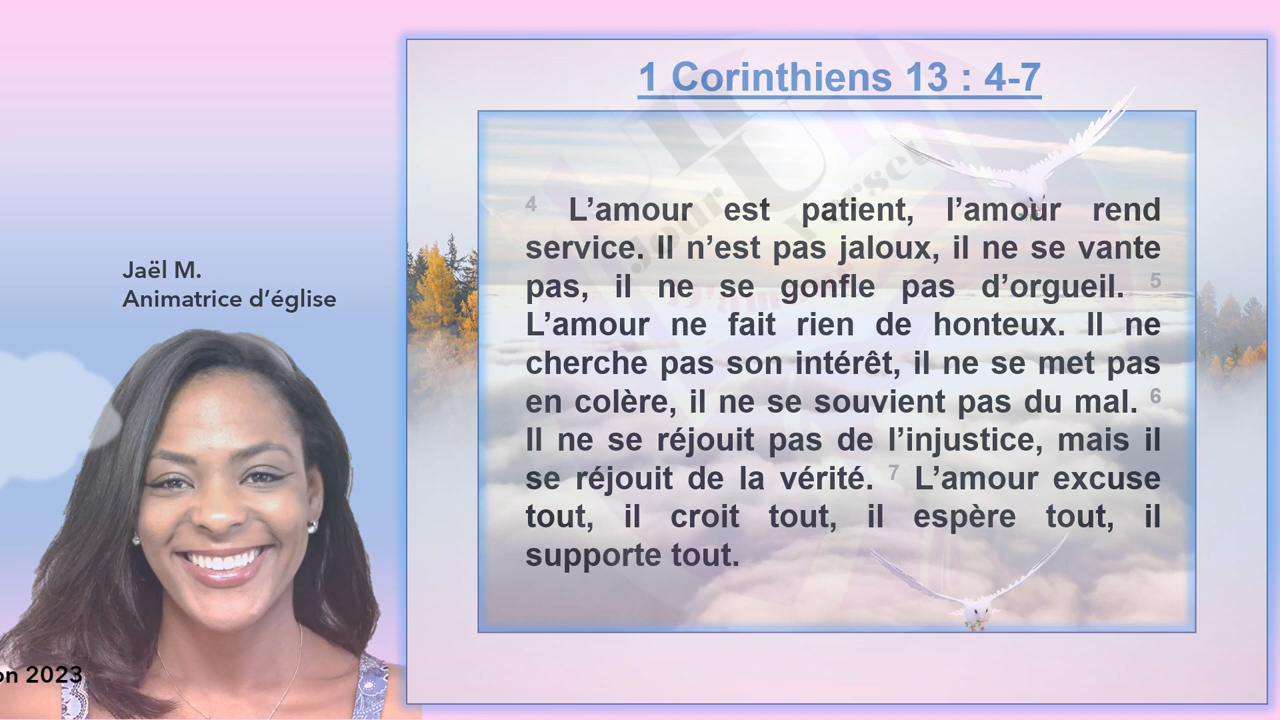 1 Corinthiens 13 : 4-7
4 L’amour est patient, l’amour rend
service. Il n’est pas jaloux, il ne se vante
pas, il ne se gonfle pas d’orgueil. 5
L’amour ne fait rien de honteux. Il ne
cherche pas son intérêt, il ne se met pas
en colère, il ne se souvient pas du mal. 6
Il ne se réjouit pas de l’injustice, mais il
se réjouit de la vérité. 7 L’amour excuse
tout, il croit tout, il espère tout, il
supporte tout.
Jaël M.
Animatrice d’église
on 2023